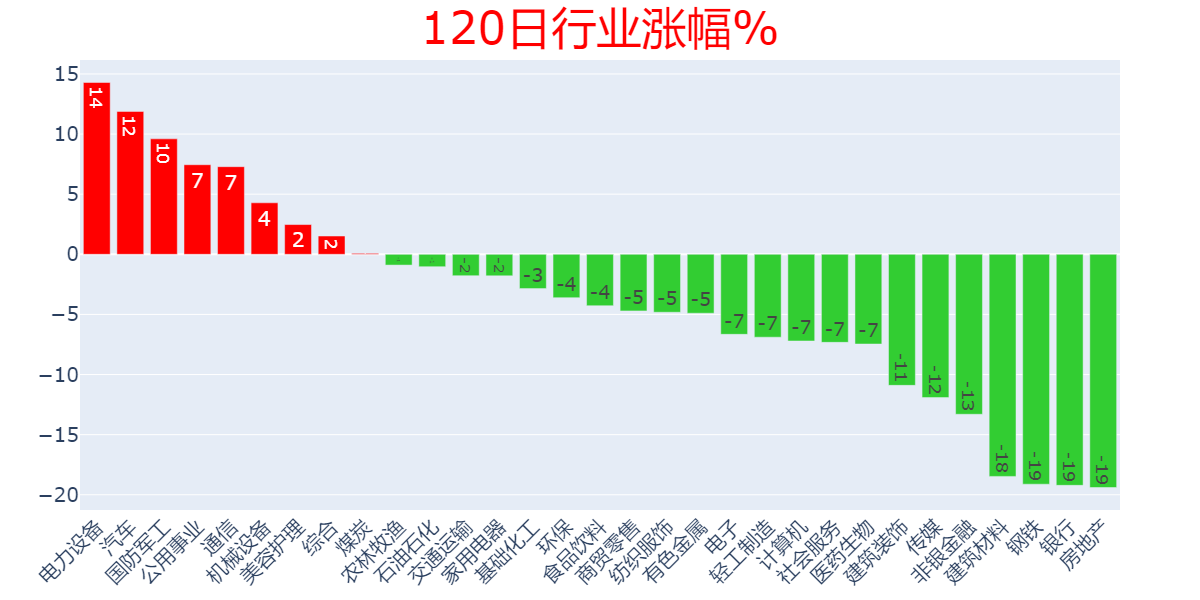 120日行业涨幅%
15
10
5
0
−5
−10
−15
−20
14
12
10
7
7
4
2
2
-2
-2
-3
-4
-4
-5
-5
-5
-7
-7
-7
-7
-7
-11
-12
-13
-18
-19
-19
-19
电力设备
汽车
国防军工
公用事业
通信
机械设备
美容护理
综合
煤炭
农林牧渔
石油石化
交通运输
家用电器
基础化工
环保
食品饮料
商贸零售
纺织服饰
有色金属
电子
轻工制造
计算机
社会服务
医药生物
建筑装饰
传媒
非银金融
建筑材料
钢铁
银行
房地产